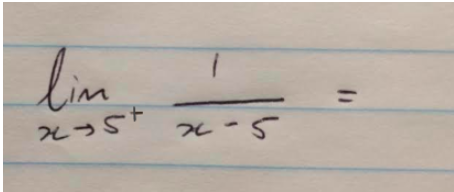 lim 1/(x - 5) =
x→5⁺